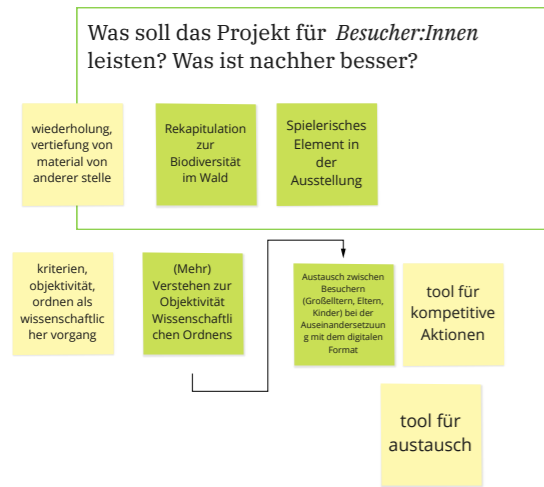 Was soll das Projekt für Besucher:Innen
leisten? Was ist nachher besser?
wiederholung,
vertiefung von
material von
anderer stelle
Rekapitulation
zur
Biodiversität
im Wald
Spielerisches
Element in
der
Ausstellung
kriterien,
objektivität,
ordnen als
wissenschaftlic
her vorgang
(Mehr)
Verstehen zur
Objektivität
Wissenschaftli
chen Ordnens
Austausch zwischen
Besuchern
(Großelltern, Eltern,
Kinder) bei der
Auseinandersetzuun
g mit dem digitalen
Format
tool für
kompetitive
Aktionen
tool für
austausch